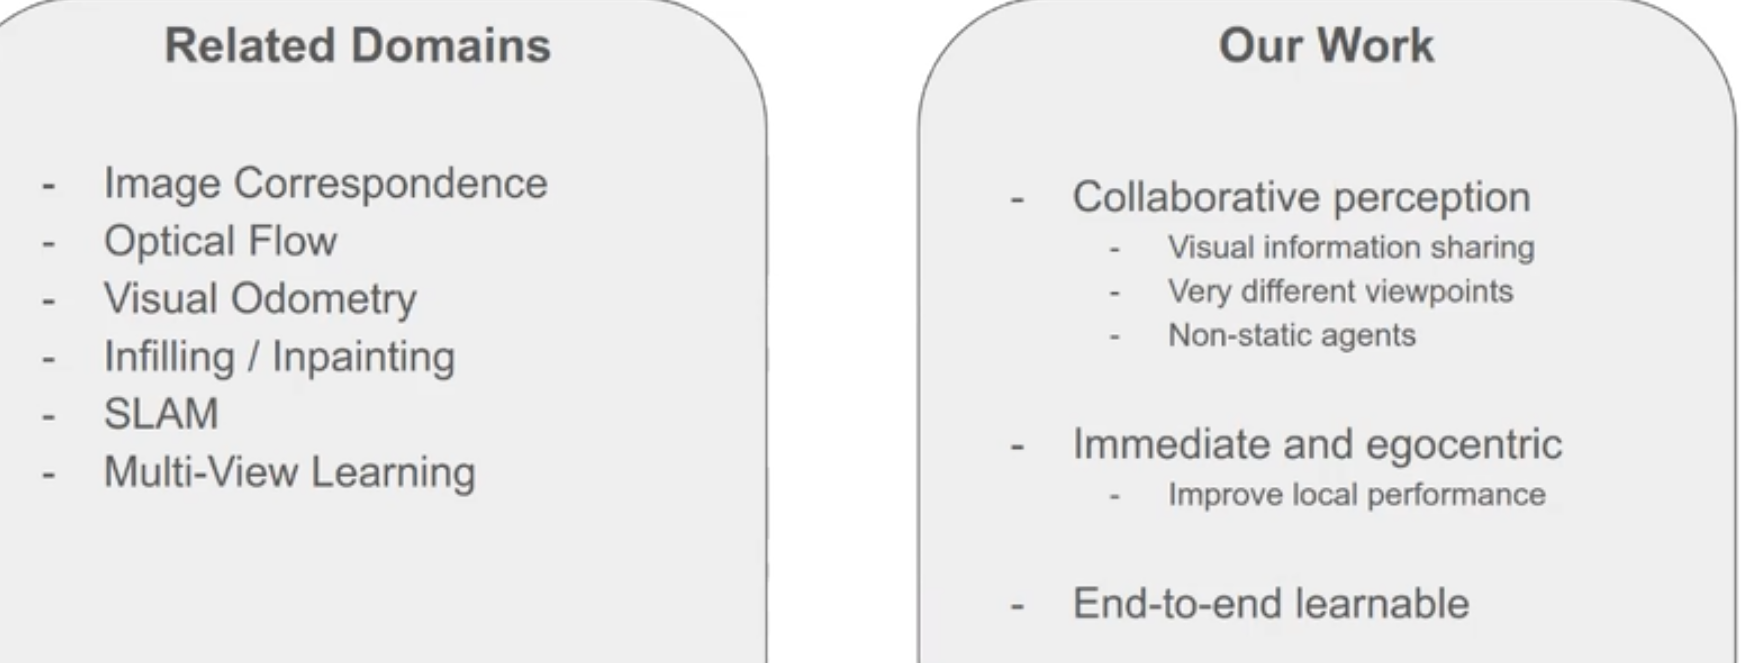 Related Domains
- Image Correspondence
- Optical Flow
- Visual Odometry
- Infilling / Inpainting
- SLAM
- Multi-View Learning
Our Work
- Collaborative perception
- Visual information sharing
- Very different viewpoints
- Non-static agents
- Immediate and egocentric
- Improve local performance
- End-to-end learnable